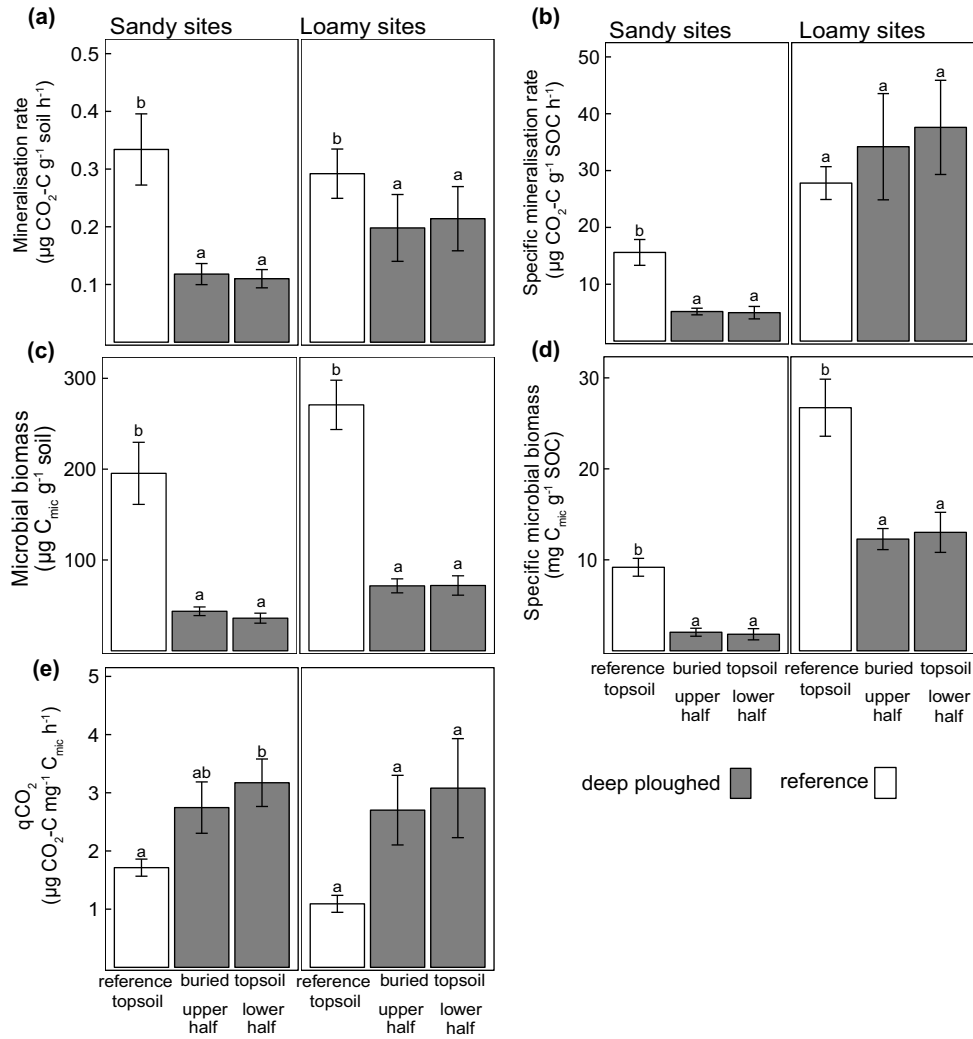 (a)
Sandy sites
Loamy sites
Mineralisation rate
(µg CO₂-C g⁻¹ soil h⁻¹)
0.5
0.4
0.3
0.2
0.1
b
a
a
b
a
a
(b)
Sandy sites
Loamy sites
Specific mineralisation rate
(µg CO₂-C g⁻¹ SOC h⁻¹)
50
40
30
20
10
b
a
a
a
a
a
(c)
Microbial biomass
(µg Cmic g⁻¹ soil)
300
200
100
b
a
a
b
a
a
(d)
Specific microbial biomass
(mg Cmic g⁻¹ SOC)
30
20
10
b
a
a
b
a
a
reference
topsoil
buried
upper
half
topsoil
lower
half
reference
topsoil
buried
upper
half
topsoil
lower
half
(e)
qCO₂
(µg CO₂-C mg⁻¹ Cmic h⁻¹)
5
4
3
2
1
a
ab
b
a
a
a
reference
topsoil
buried
upper
half
topsoil
lower
half
reference
topsoil
buried
upper
half
topsoil
lower
half
deep ploughed
reference